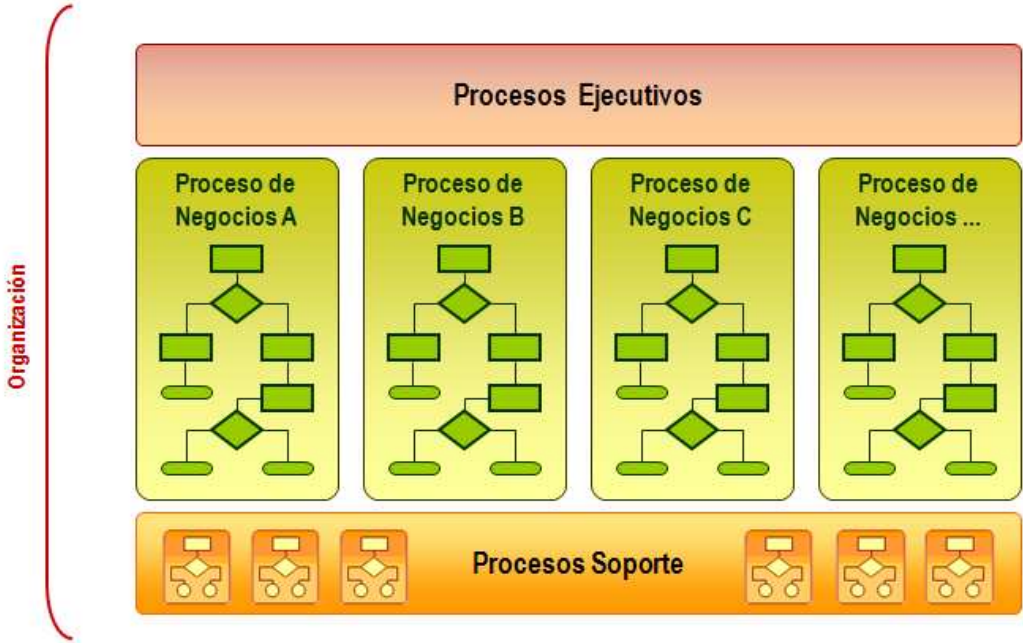 Organización
Procesos Ejecutivos
Proceso de
Negocios A
Proceso de
Negocios B
Proceso de
Negocios C
Proceso de
Negocios ...
Procesos Soporte